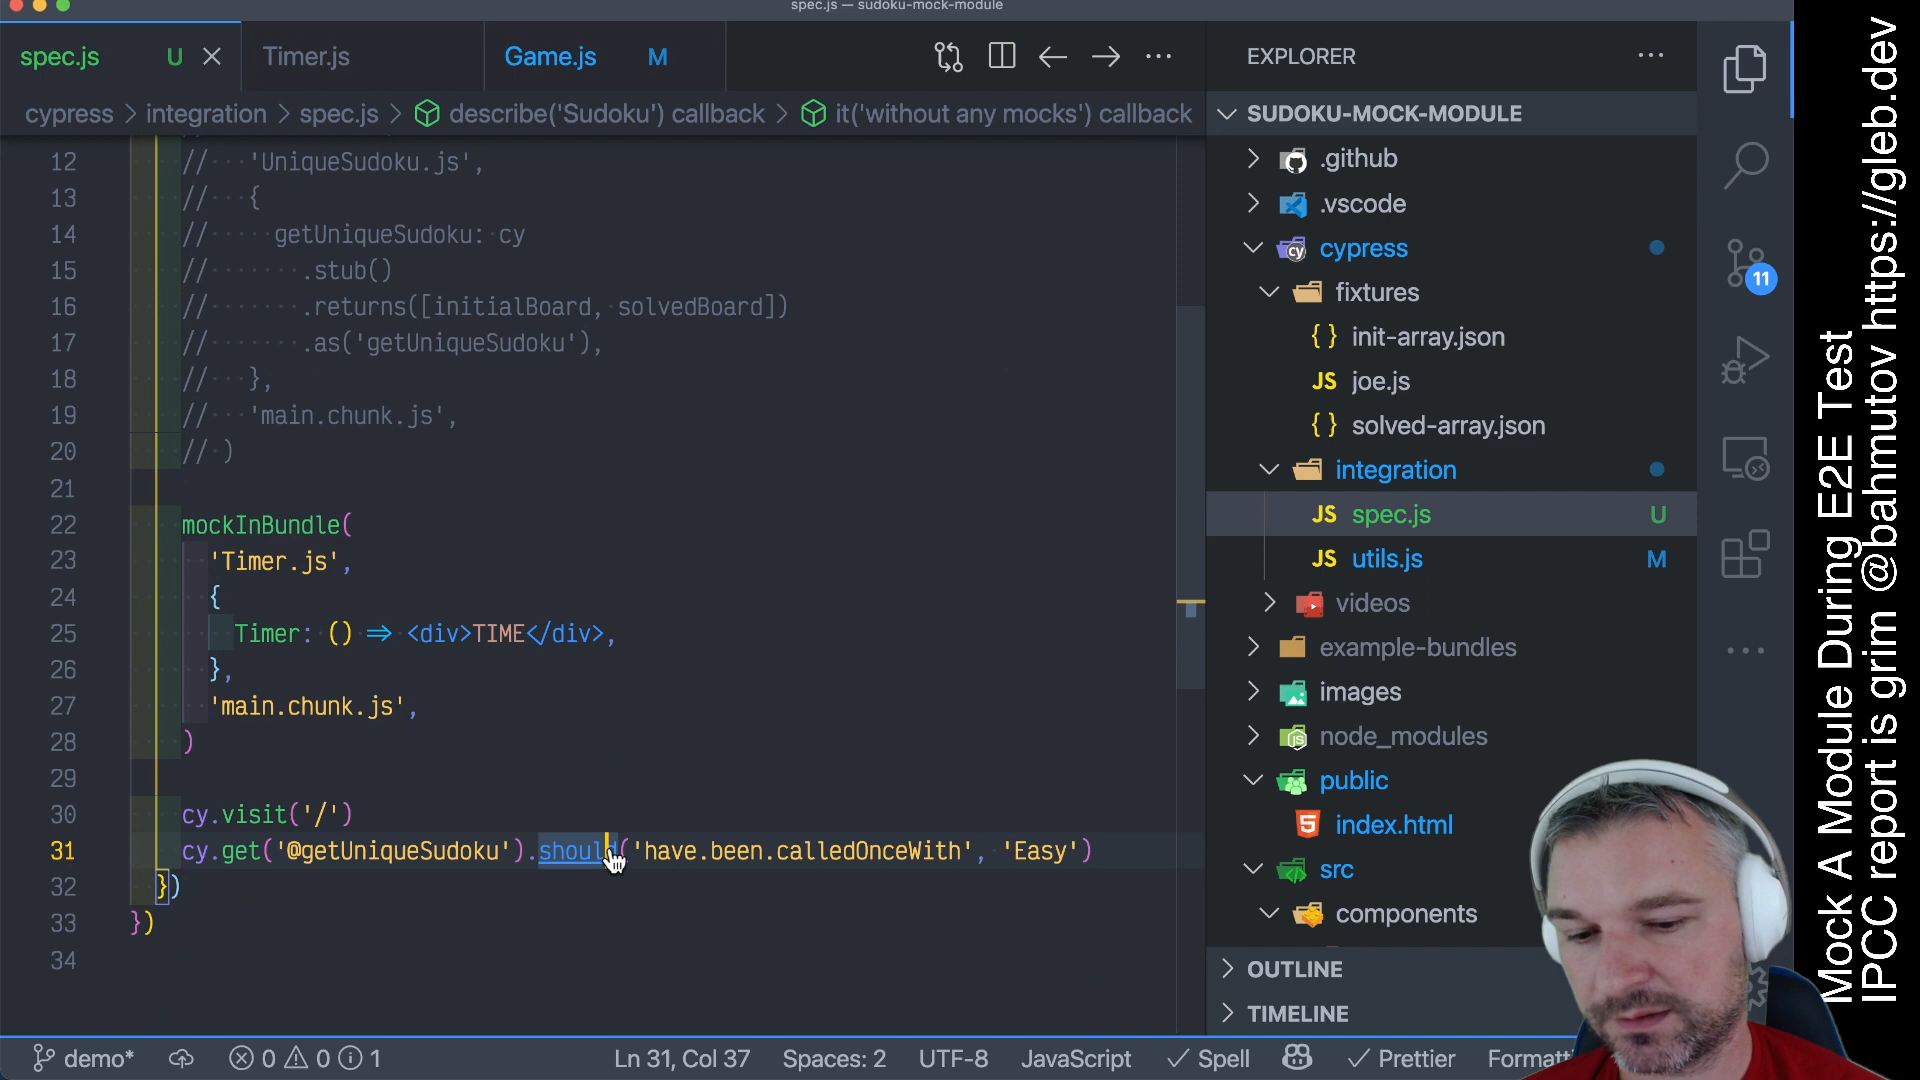 spec.js — sudoku-mock-module
spec.js U
Timer.js
Game.js M
cypress > integration > spec.js > describe('Sudoku') callback > it('without any mocks') callback
12 // 'UniqueSudoku.js',
13 // {
14 // getUniqueSudoku: cy
15 // .stub()
16 // .returns([initialBoard, solvedBoard])
17 // .as('getUniqueSudoku'),
18 // },
19 // 'main.chunk.js',
20 // )
21
22 mockInBundle(
23 'Timer.js',
24 {
25 Timer: () => <div>TIME</div>,
26 },
27 'main.chunk.js',
28 )
29
30 cy.visit('/')
31 cy.get('@getUniqueSudoku').should('have.been.calledOnceWith', 'Easy')
32 })
33 })
34
EXPLORER
SUDOKU-MOCK-MODULE
.github
.vscode
cypress
fixtures
{ } init-array.json
JS joe.js
{ } solved-array.json
integration
JS spec.js U
JS utils.js M
videos
example-bundles
images
node_modules
public
index.html
src
components
OUTLINE
TIMELINE
11
demo* 0 0 1
Ln 31, Col 37 Spaces: 2 UTF-8 JavaScript Spell Prettier
Mock A Module During E2E Test
IPCC report is grim @bahmutov https://gleb.dev